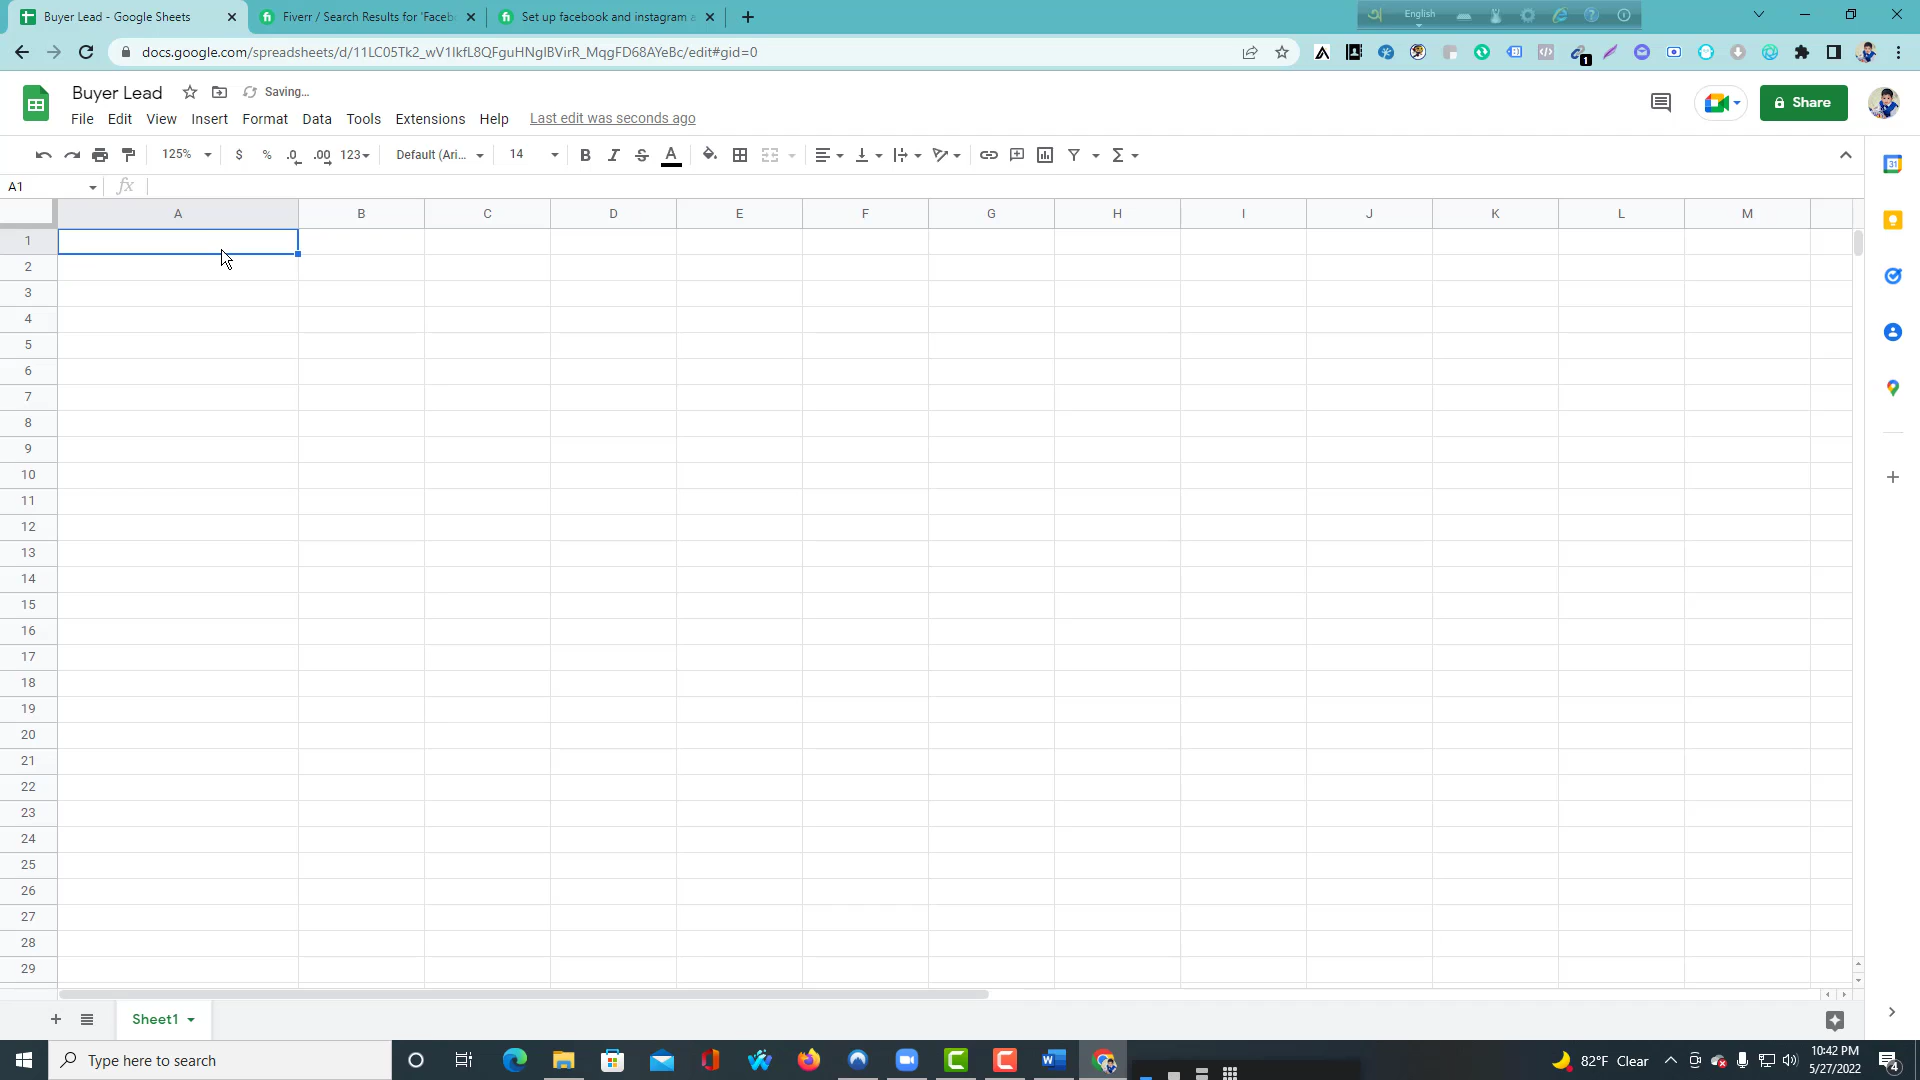 Buyer Lead - Google Sheets
Fiverr / Search Results for 'Faceb
Set up facebook and instagram a
English
docs.google.com/spreadsheets/d/11LC05Tk2_wV1IkfL8QFguHNgIBVirR_MqgFD68AYeBc/edit#gid=0
1
Buyer Lead
Saving...
File Edit View Insert Format Data Tools Extensions Help Last edit was seconds ago
Share
125% $ % .0 .00 123 Default (Ari... 14 B I S A
31
A1 fx
A B C D E F G H I J K L M
1
2
3
4
5
6
7
8
9
10
11
12
13
14
15
16
17
18
19
20
21
22
23
24
25
26
27
28
29
Sheet1
Type here to search
82°F Clear
10:42 PM
5/27/2022
4